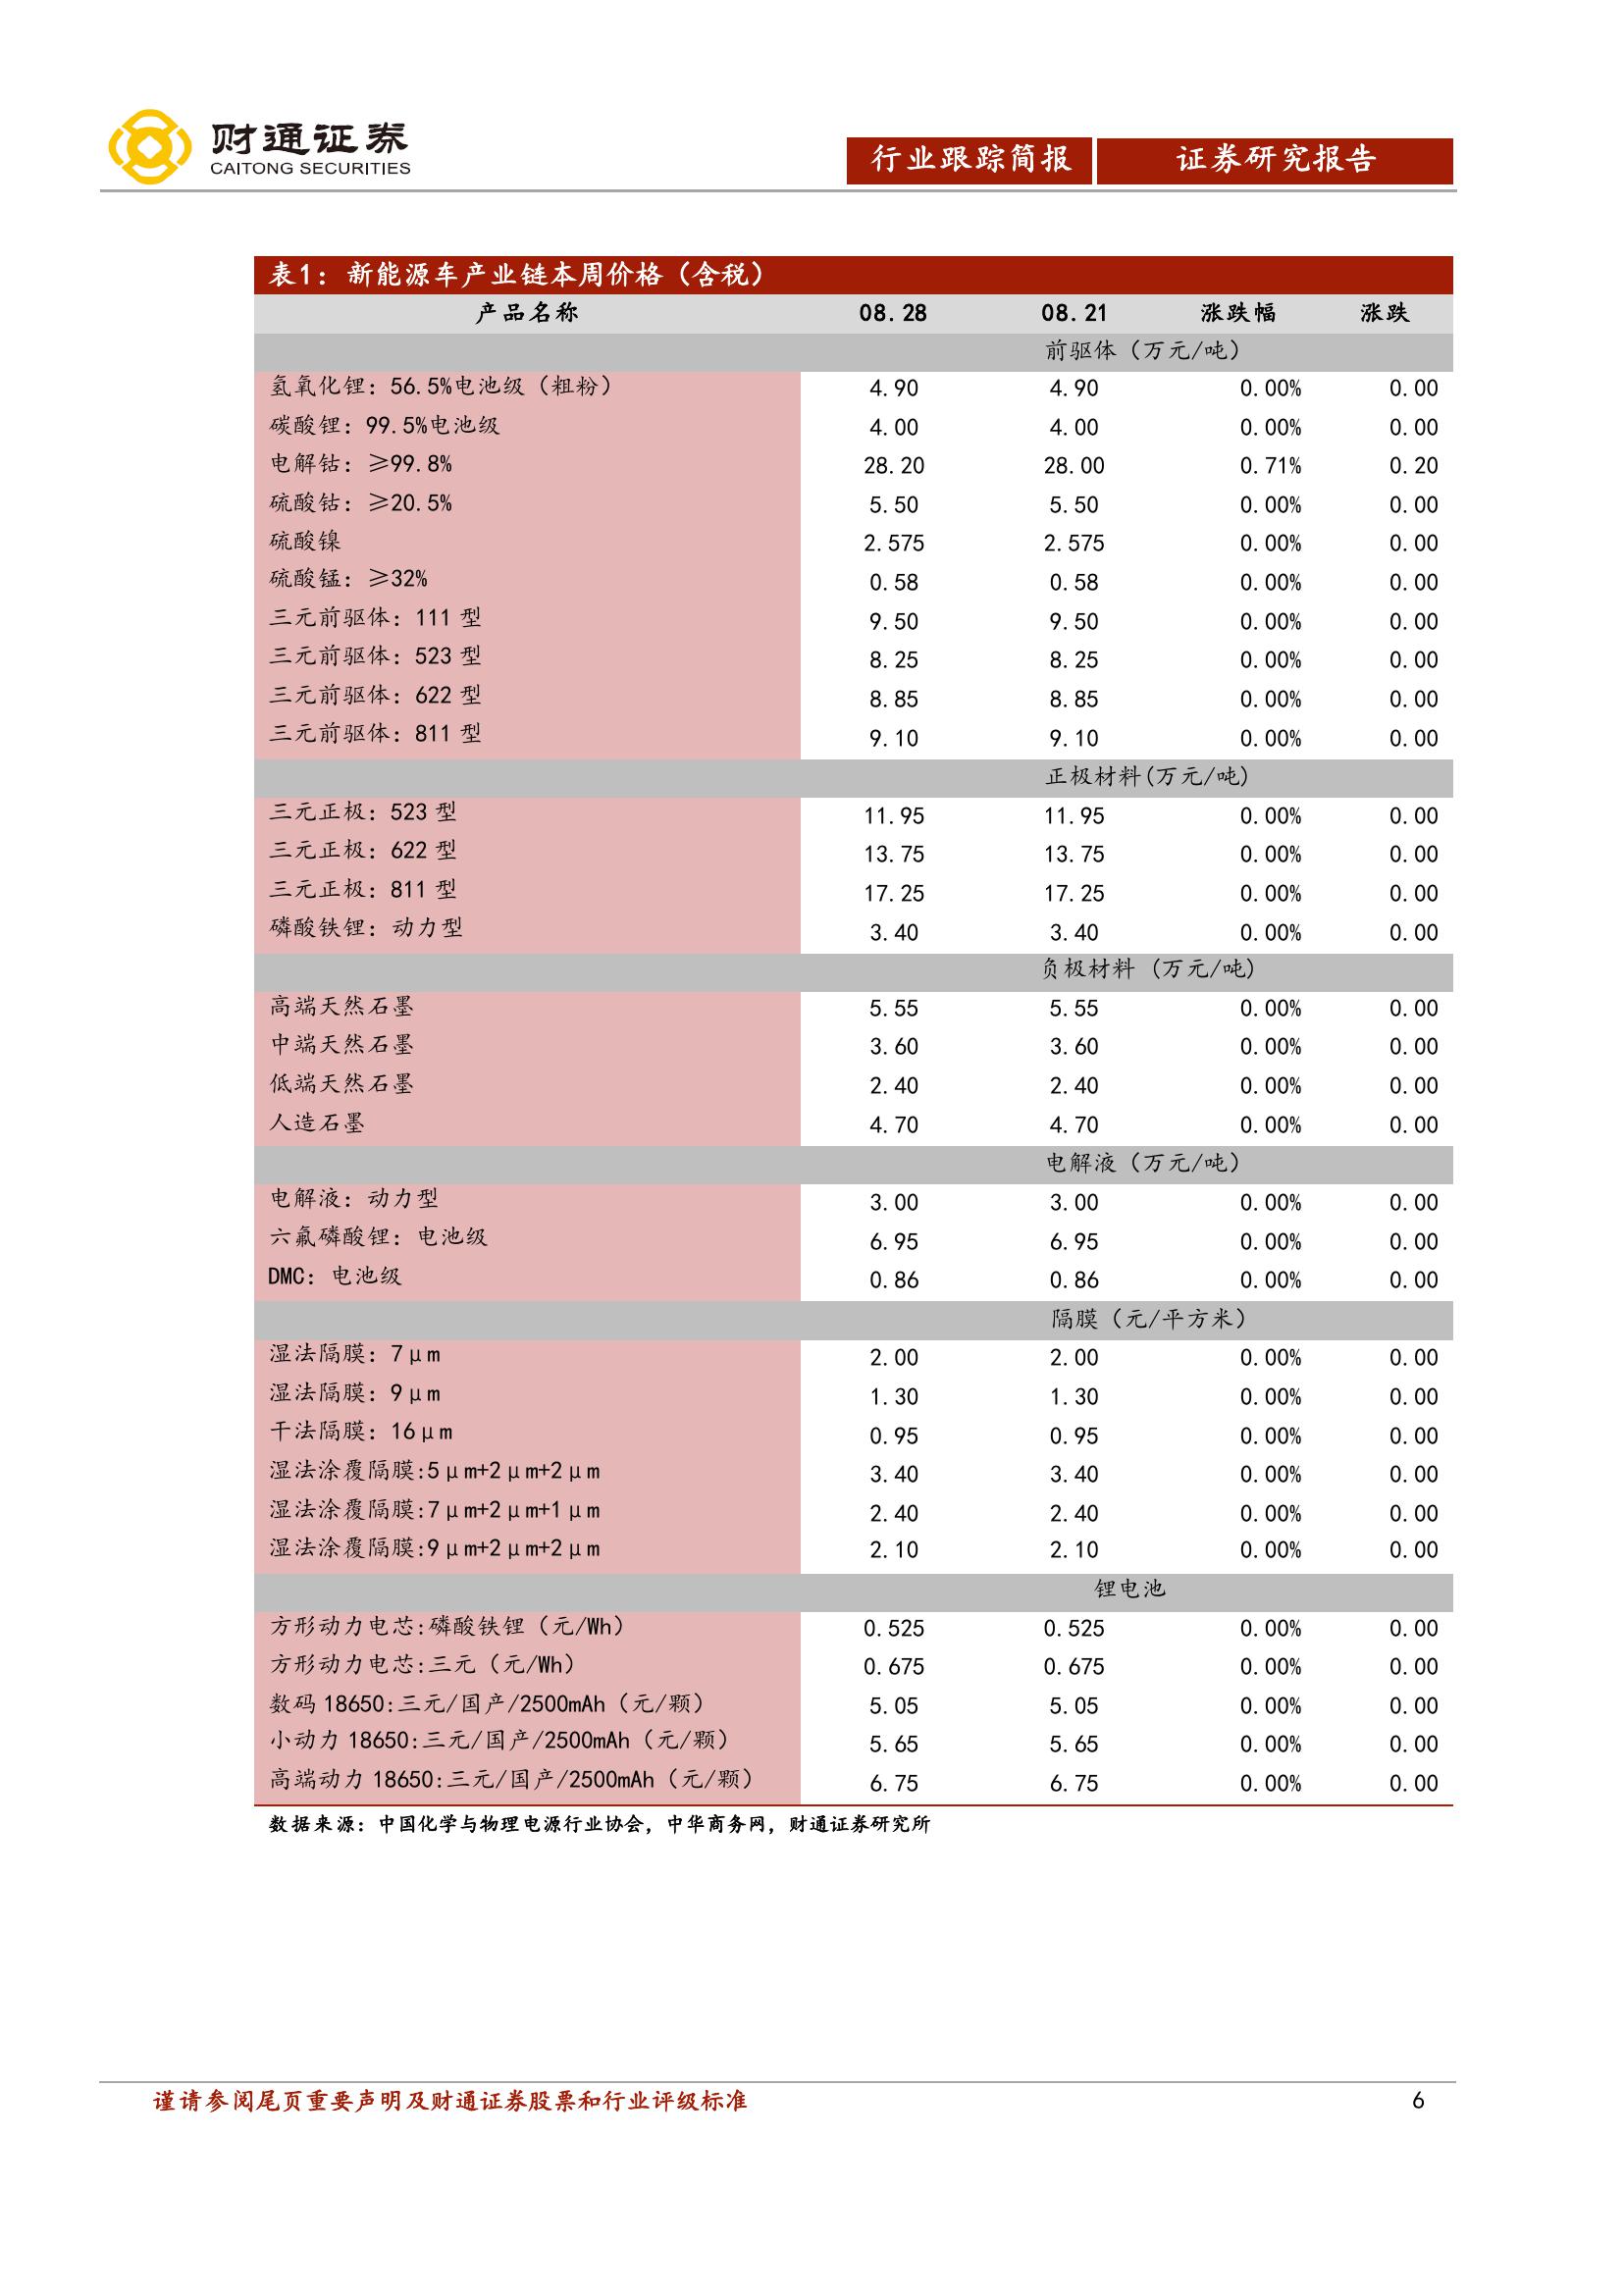 财通证券
CAITONG SECURITIES
行业跟踪简报 证券研究报告
表1：新能源车产业链本周价格（含税）
产品名称 08.28 08.21 涨跌幅 涨跌
前驱体（万元/吨）
氢氧化锂：56.5%电池级（粗粉） 4.90 4.90 0.00% 0.00
碳酸锂：99.5%电池级 4.00 4.00 0.00% 0.00
电解钴：≥99.8% 28.20 28.00 0.71% 0.20
硫酸钴：≥20.5% 5.50 5.50 0.00% 0.00
硫酸镍 2.575 2.575 0.00% 0.00
硫酸锰：≥32% 0.58 0.58 0.00% 0.00
三元前驱体：111 型 9.50 9.50 0.00% 0.00
三元前驱体：523 型 8.25 8.25 0.00% 0.00
三元前驱体：622 型 8.85 8.85 0.00% 0.00
三元前驱体：811 型 9.10 9.10 0.00% 0.00
正极材料(万元/吨)
三元正极：523 型 11.95 11.95 0.00% 0.00
三元正极：622 型 13.75 13.75 0.00% 0.00
三元正极：811 型 17.25 17.25 0.00% 0.00
磷酸铁锂：动力型 3.40 3.40 0.00% 0.00
负极材料 (万元/吨)
高端天然石墨 5.55 5.55 0.00% 0.00
中端天然石墨 3.60 3.60 0.00% 0.00
低端天然石墨 2.40 2.40 0.00% 0.00
人造石墨 4.70 4.70 0.00% 0.00
电解液（万元/吨）
电解液：动力型 3.00 3.00 0.00% 0.00
六氟磷酸锂：电池级 6.95 6.95 0.00% 0.00
DMC：电池级 0.86 0.86 0.00% 0.00
隔膜（元/平方米）
湿法隔膜：7μm 2.00 2.00 0.00% 0.00
湿法隔膜：9μm 1.30 1.30 0.00% 0.00
干法隔膜：16μm 0.95 0.95 0.00% 0.00
湿法涂覆隔膜:5μm+2μm+2μm 3.40 3.40 0.00% 0.00
湿法涂覆隔膜:7μm+2μm+1μm 2.40 2.40 0.00% 0.00
湿法涂覆隔膜:9μm+2μm+2μm 2.10 2.10 0.00% 0.00
锂电池
方形动力电芯:磷酸铁锂（元/Wh） 0.525 0.525 0.00% 0.00
方形动力电芯:三元（元/Wh） 0.675 0.675 0.00% 0.00
数码 18650:三元/国产/2500mAh（元/颗） 5.05 5.05 0.00% 0.00
小动力 18650:三元/国产/2500mAh（元/颗） 5.65 5.65 0.00% 0.00
高端动力 18650:三元/国产/2500mAh（元/颗） 6.75 6.75 0.00% 0.00
数据来源：中国化学与物理电源行业协会，中华商务网，财通证券研究所
谨请参阅尾页重要声明及财通证券股票和行业评级标准 6